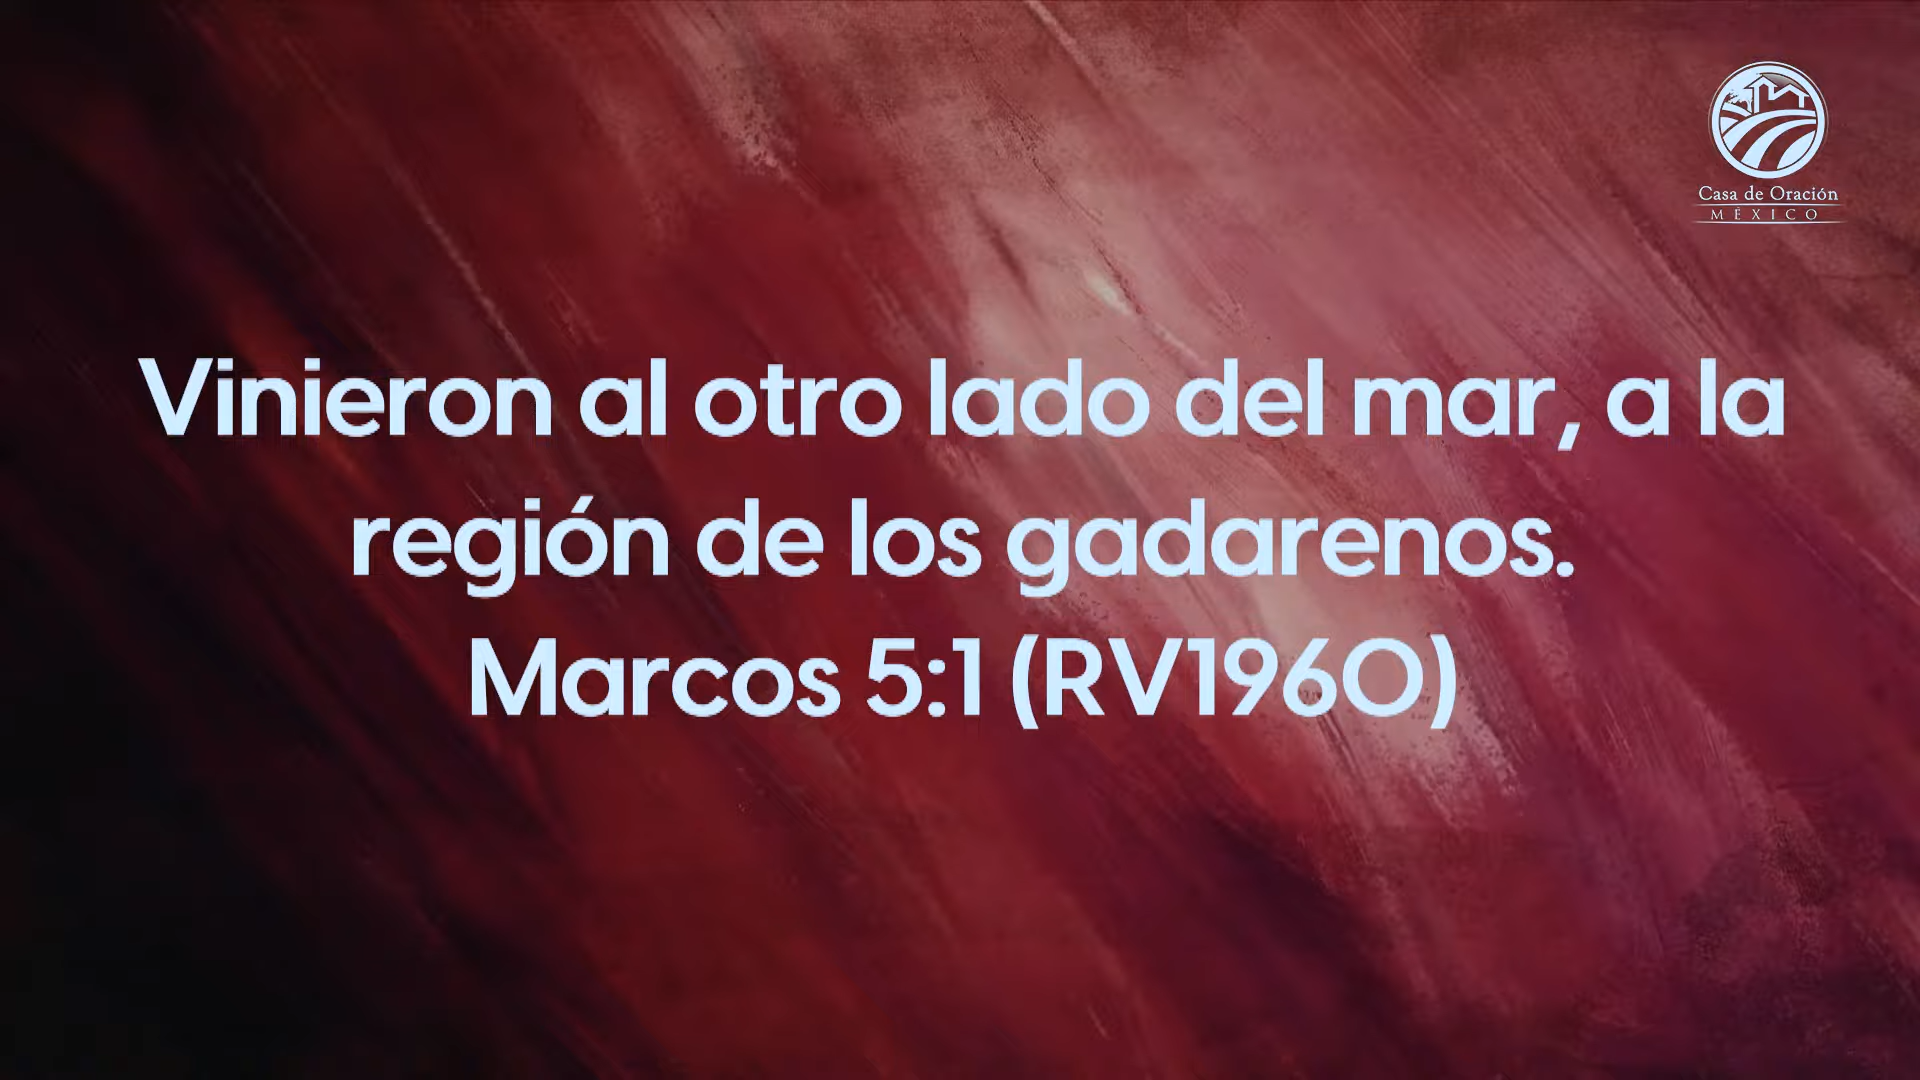 Casa de Oración
MÉXICO
Vinieron al otro lado del mar, a la
región de los gadarenos.
Marcos 5:1 (RV1960)